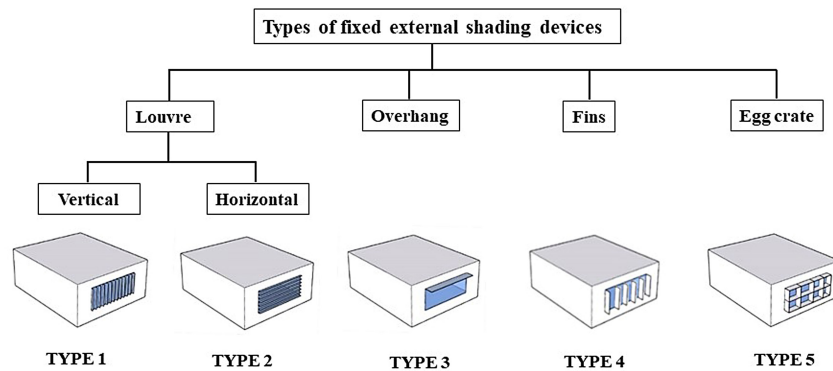 Types of fixed external shading devices
Louvre
Overhang
Fins
Egg crate
Vertical
Horizontal
TYPE 1
TYPE 2
TYPE 3
TYPE 4
TYPE 5